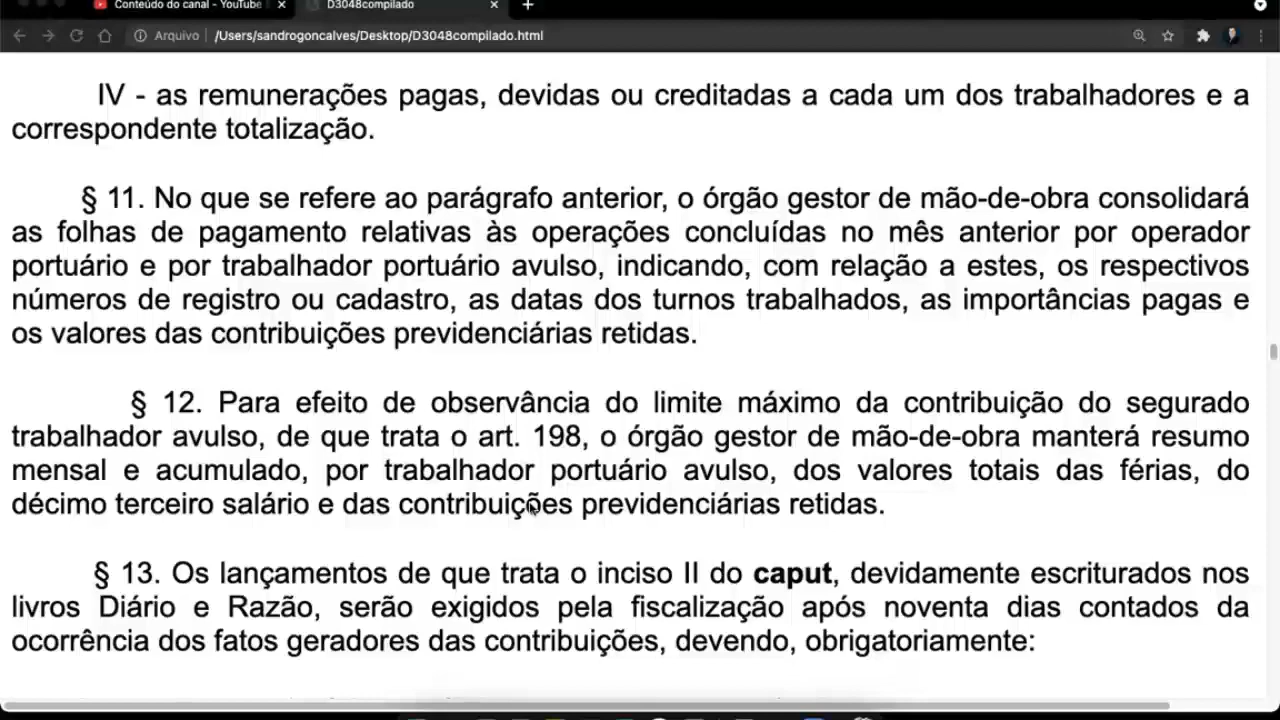 Conteúdo do canal - YouTube
D3048compilado
Arquivo /Users/sandrogoncalves/Desktop/D3048compilado.html
IV - as remunerações pagas, devidas ou creditadas a cada um dos trabalhadores e a
correspondente totalização.
§ 11. No que se refere ao parágrafo anterior, o órgão gestor de mão-de-obra consolidará
as folhas de pagamento relativas às operações concluídas no mês anterior por operador
portuário e por trabalhador portuário avulso, indicando, com relação a estes, os respectivos
números de registro ou cadastro, as datas dos turnos trabalhados, as importâncias pagas e
os valores das contribuições previdenciárias retidas.
§ 12. Para efeito de observância do limite máximo da contribuição do segurado
trabalhador avulso, de que trata o art. 198, o órgão gestor de mão-de-obra manterá resumo
mensal e acumulado, por trabalhador portuário avulso, dos valores totais das férias, do
décimo terceiro salário e das contribuições previdenciárias retidas.
§ 13. Os lançamentos de que trata o inciso II do caput, devidamente escriturados nos
livros Diário e Razão, serão exigidos pela fiscalização após noventa dias contados da
ocorrência dos fatos geradores das contribuições, devendo, obrigatoriamente: